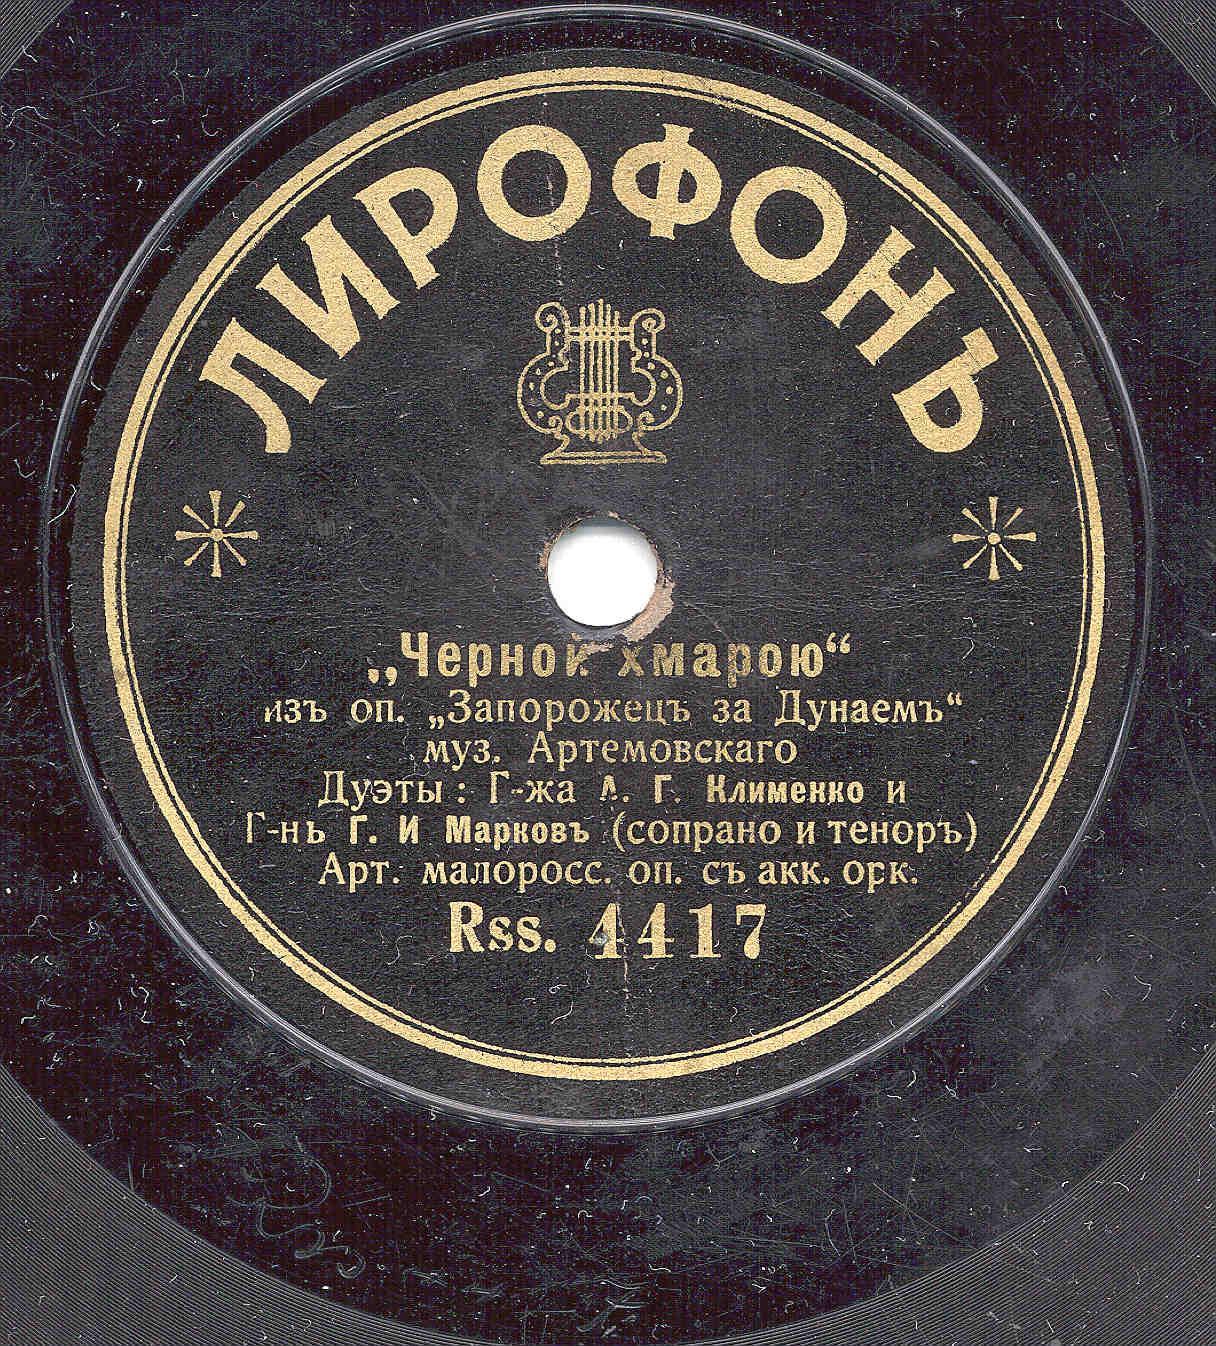 ЛИРОФОНЪ
„Черной хмарою“
изъ оп. „Запорожецъ за Дунаемъ“
муз. Артемовскаго
Дуэты : Г-жа А. Г. Клименко и
Г-нъ Г. И Марковъ (сопрано и теноръ)
Арт. малоросс. оп. съ акк. орк.
Rss. 4417